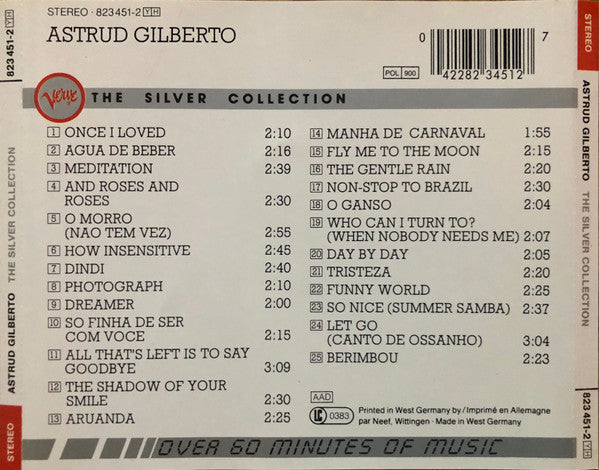 STEREO · 823 451-2 YH
ASTRUD GILBERTO
POL 900
0 42282 34512 7
Verve THE SILVER COLLECTION
1 ONCE I LOVED 2:10
2 AGUA DE BEBER 2:16
3 MEDITATION 2:39
4 AND ROSES AND
ROSES 2:30
5 O MORRO
(NAO TEM VEZ) 2:55
6 HOW INSENSITIVE 2:45
7 DINDI 2:40
8 PHOTOGRAPH 2:10
9 DREAMER 2:00
10 SO FINHA DE SER
COM VOCE 2:15
11 ALL THAT'S LEFT IS TO SAY
GOODBYE 3:09
12 THE SHADOW OF YOUR
SMILE 2:30
13 ARUANDA 2:25
14 MANHA DE CARNAVAL 1:55
15 FLY ME TO THE MOON 2:15
16 THE GENTLE RAIN 2:20
17 NON-STOP TO BRAZIL 2:30
18 O GANSO 2:04
19 WHO CAN I TURN TO?
(WHEN NOBODY NEEDS ME) 2:07
20 DAY BY DAY 2:05
21 TRISTEZA 2:20
22 FUNNY WORLD 2:25
23 SO NICE (SUMMER SAMBA) 2:37
24 LET GO
(CANTO DE OSSANHO) 3:04
25 BERIMBOU 2:23
AAD
LC 0383
Printed in West Germany by / Imprimé en Allemagne
par Neef, Wittingen · Made in West Germany
OVER 60 MINUTES OF MUSIC
STEREO ASTRUD GILBERTO THE SILVER COLLECTION 823 451-2 YH
STEREO ASTRUD GILBERTO THE SILVER COLLECTION 823 451-2 YH